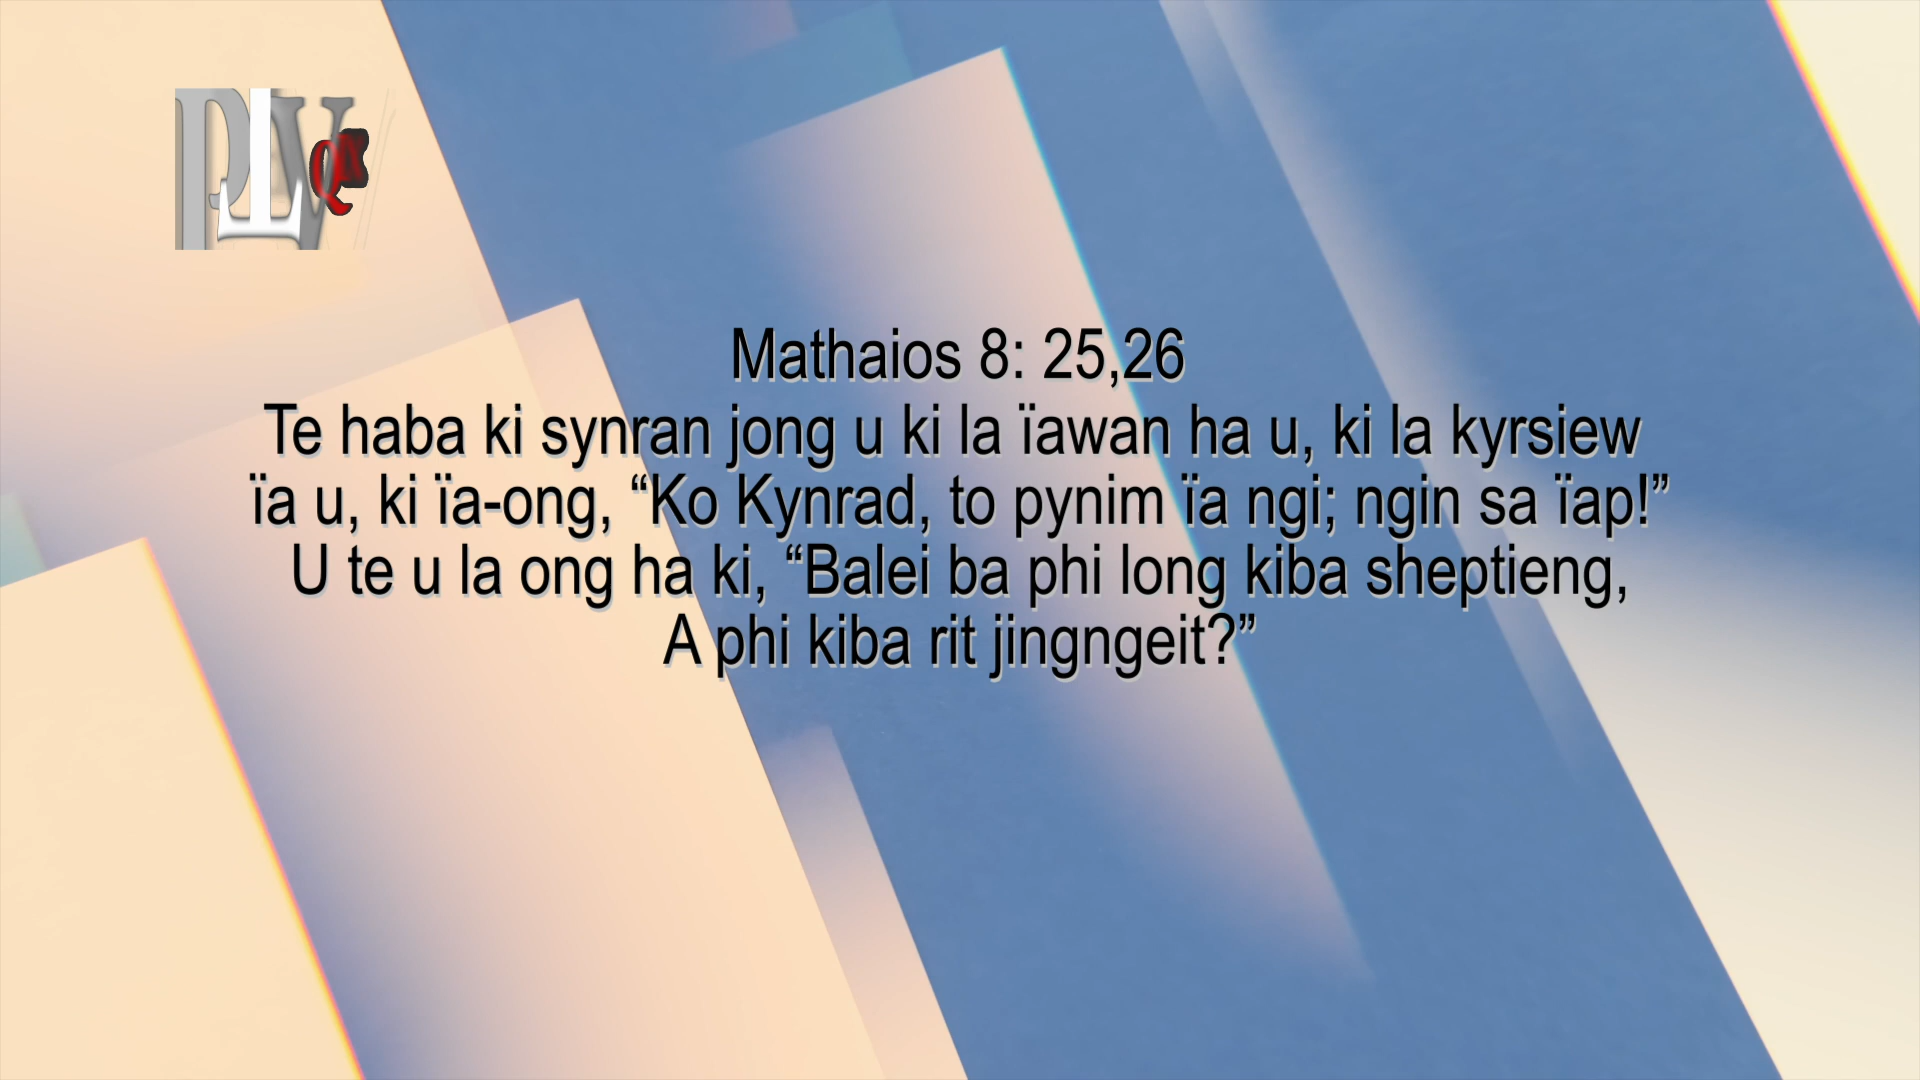 PLTV
Mathaios 8: 25,26
Te haba ki synran jong u ki la ïawan ha u, ki la kyrsiew
ïa u, ki ïa-ong, “Ko Kynrad, to pynim ïa ngi; ngin sa ïap!”
U te u la ong ha ki, “Balei ba phi long kiba sheptieng,
A phi kiba rit jingngeit?”